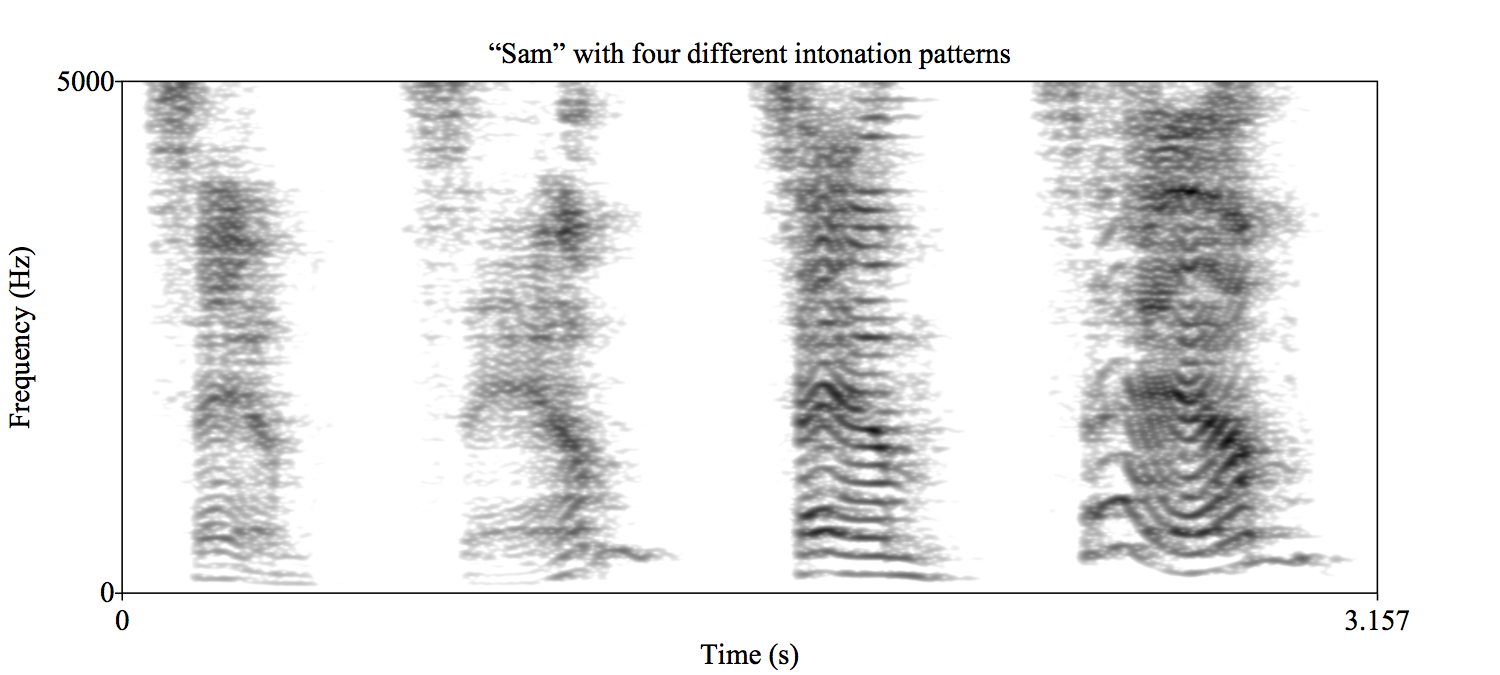 “Sam” with four different intonation patterns
5000
Frequency (Hz)
0
0
3.157
Time (s)